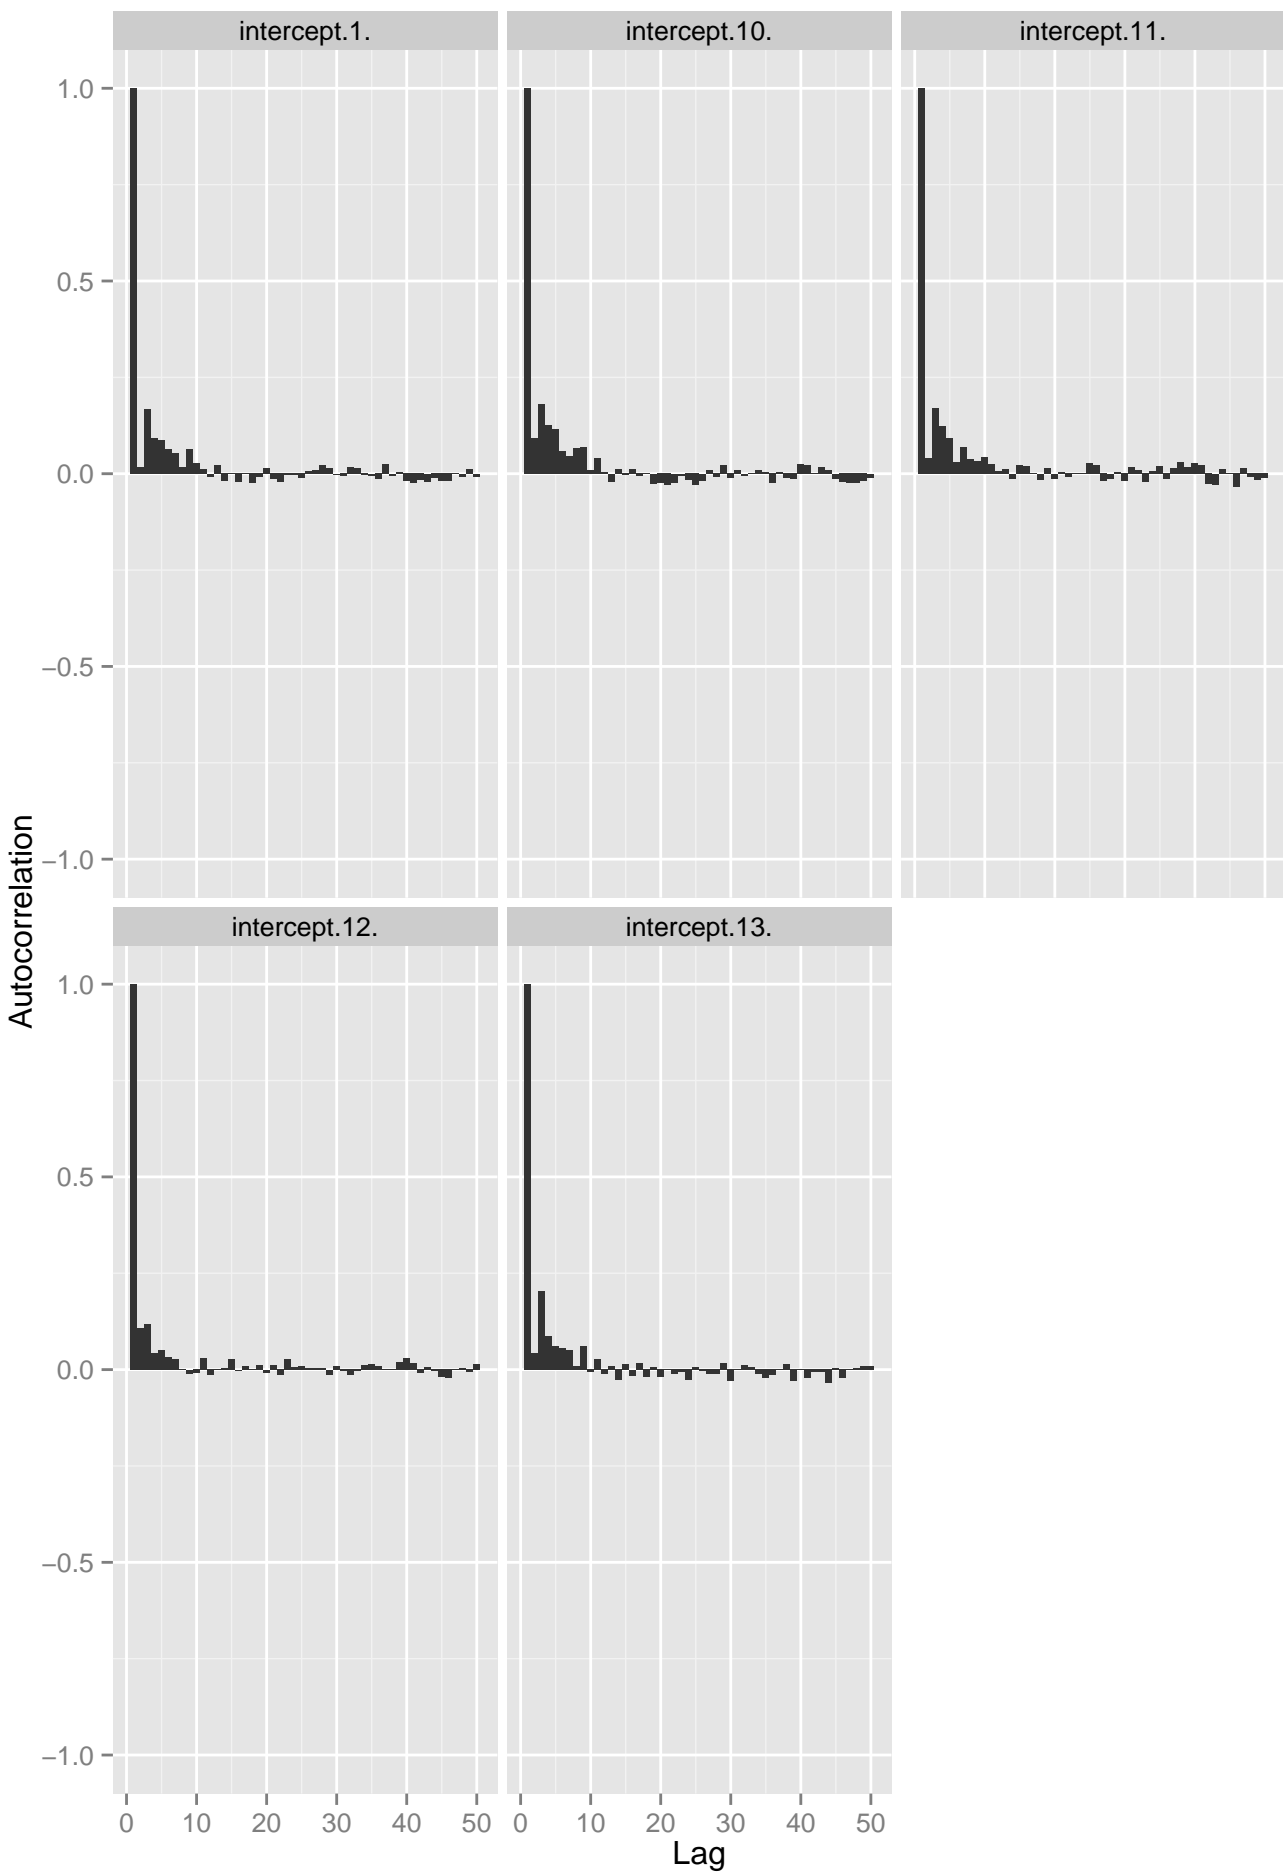 intercept.1. intercept.10. intercept.11.
1.0
0.5
0.0
−0.5
−1.0
Autocorrelation
intercept.12. intercept.13.
1.0
0.5
0.0
−0.5
−1.0
0 10 20 30 40 50 0 10 20 30 40 50
Lag